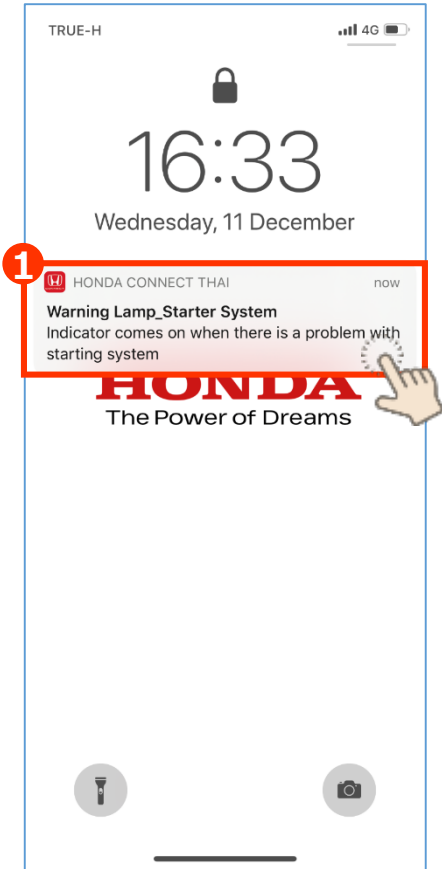 TRUE-H 4G
16:33
Wednesday, 11 December
1
HONDA CONNECT THAI now
Warning Lamp_Starter System
Indicator comes on when there is a problem with
starting system
HONDA
The Power of Dreams